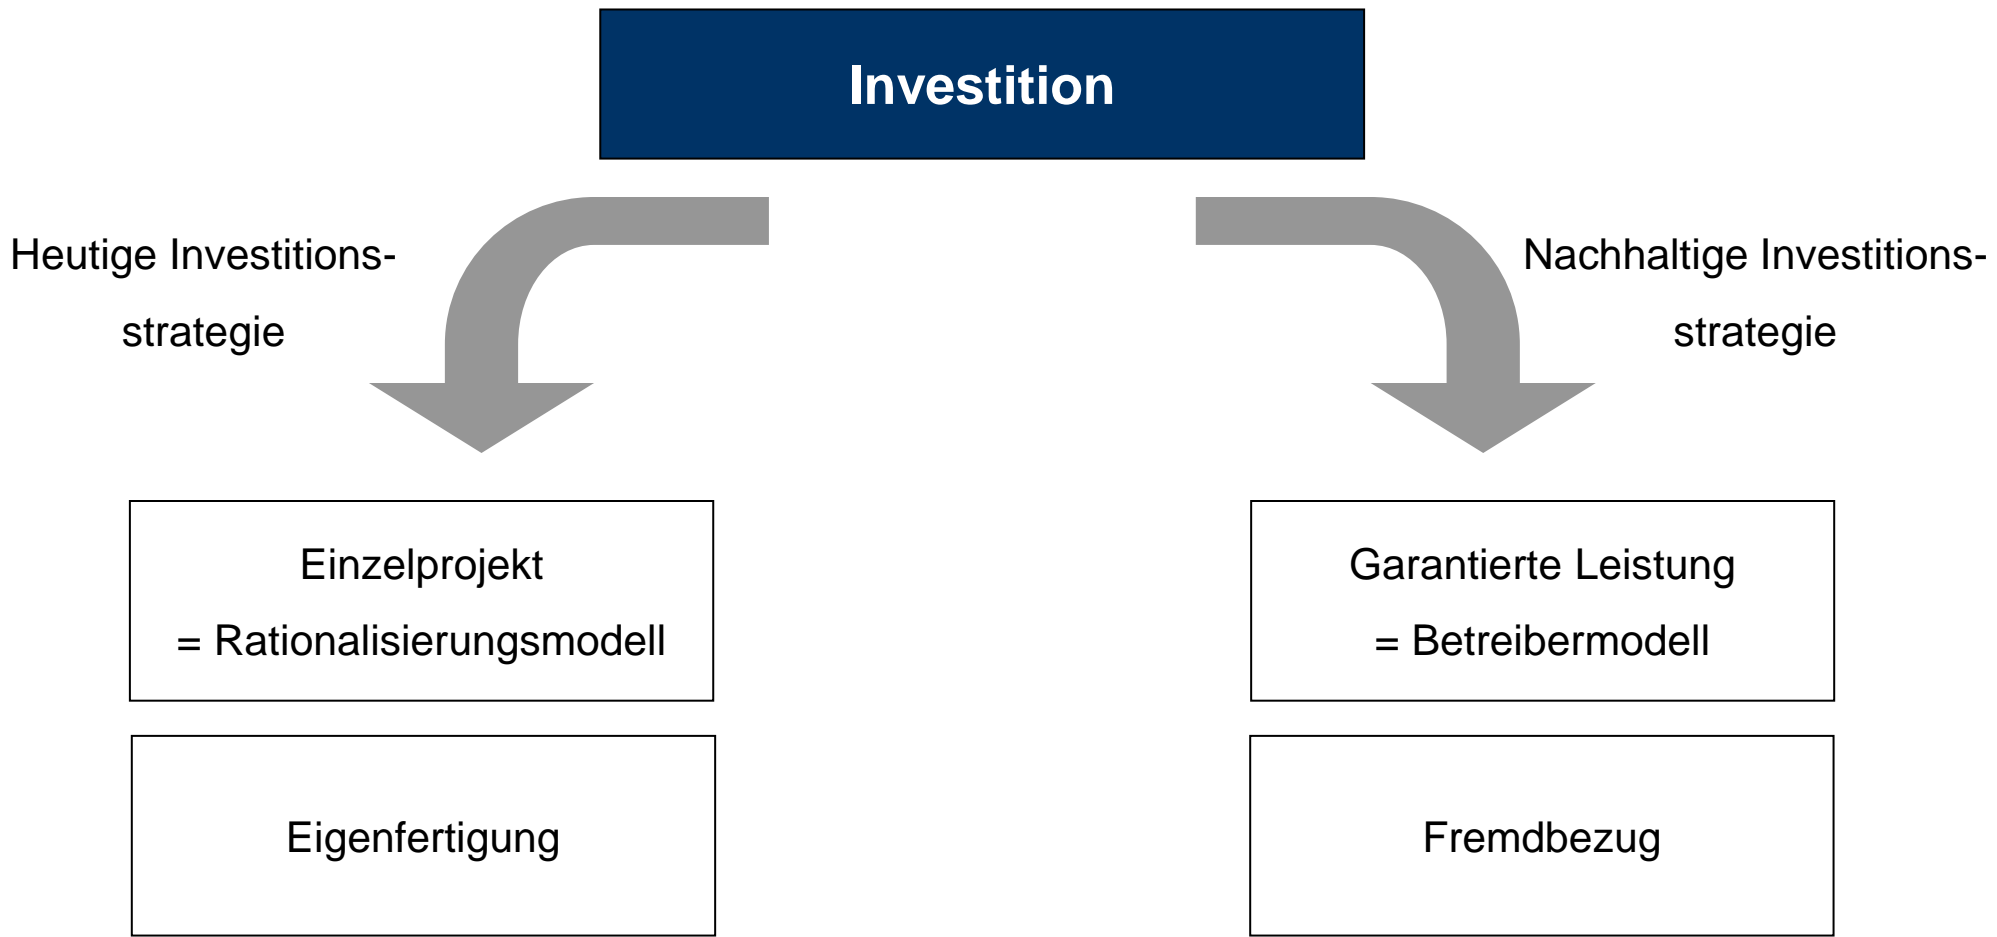 Investition
Heutige Investitions-
strategie
Nachhaltige Investitions-
strategie
Einzelprojekt
= Rationalisierungsmodell
Garantierte Leistung
= Betreibermodell
Eigenfertigung
Fremdbezug